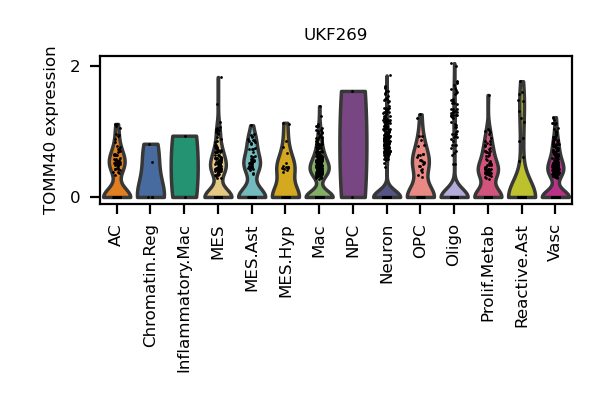 UKF269
TOMM40 expression
2
0
AC
Chromatin.Reg
Inflammatory.Mac
MES
MES.Ast
MES.Hyp
Mac
NPC
Neuron
OPC
Oligo
Prolif.Metab
Reactive.Ast
Vasc